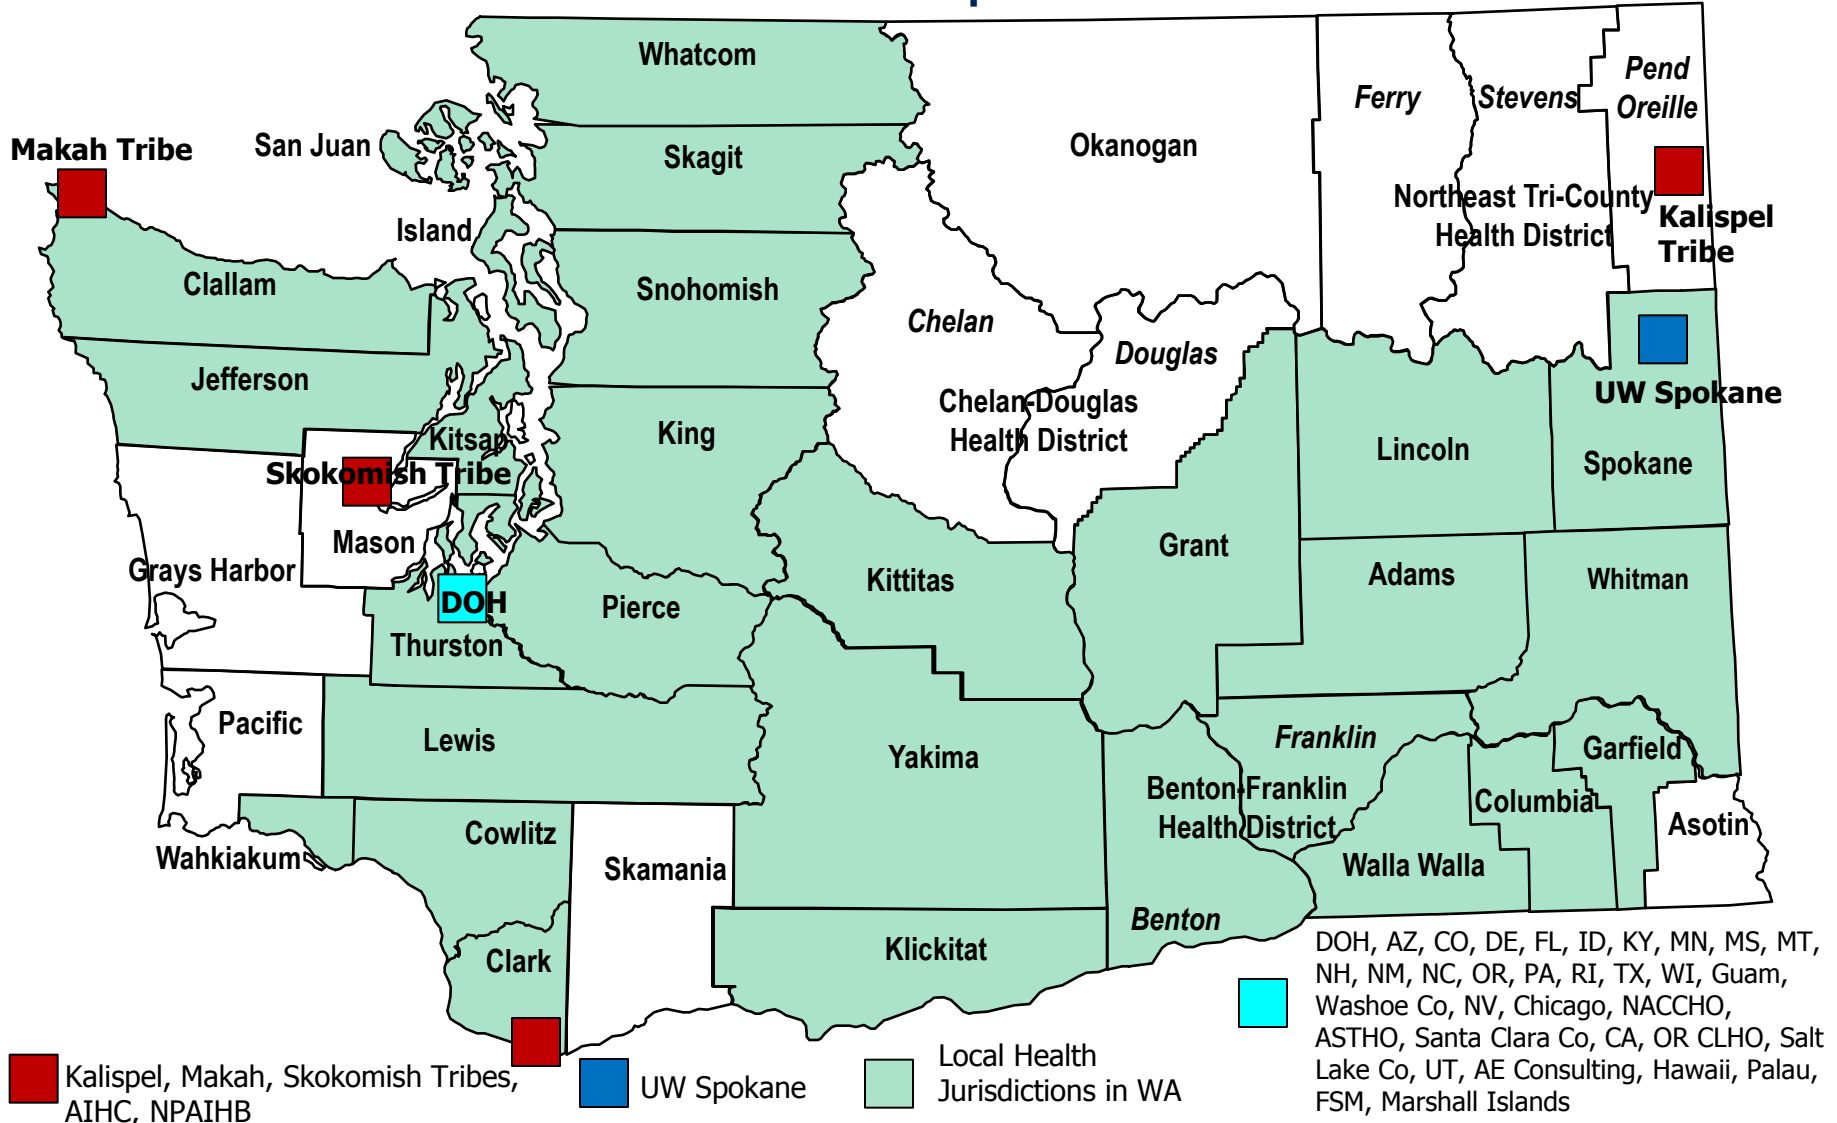 Whatcom
Pend
Oreille
Ferry
Stevens
San Juan
Makah Tribe
Skagit
Okanogan
Northeast Tri-County
Health District
Kalispel
Tribe
Island
Clallam
Snohomish
Chelan
Douglas
Jefferson
UW Spokane
Chelan-Douglas
Health District
King
Kitsap
Lincoln
Spokane
Skokomish Tribe
Mason
Grant
Grays Harbor
Kittitas
Adams
Whitman
DOH
Pierce
Thurston
Pacific
Lewis
Yakima
Franklin
Garfield
Benton-Franklin
Health District
Columbia
Asotin
Cowlitz
Wahkiakum
Skamania
Walla Walla
Benton
Clark
Klickitat
DOH, AZ, CO, DE, FL, ID, KY, MN, MS, MT,
NH, NM, NC, OR, PA, RI, TX, WI, Guam,
Washoe Co, NV, Chicago, NACCHO,
ASTHO, Santa Clara Co, CA, OR CLHO, Salt
Lake Co, UT, AE Consulting, Hawaii, Palau,
FSM, Marshall Islands
Kalispel, Makah, Skokomish Tribes,
AIHC, NPAIHB
UW Spokane
Local Health
Jurisdictions in WA